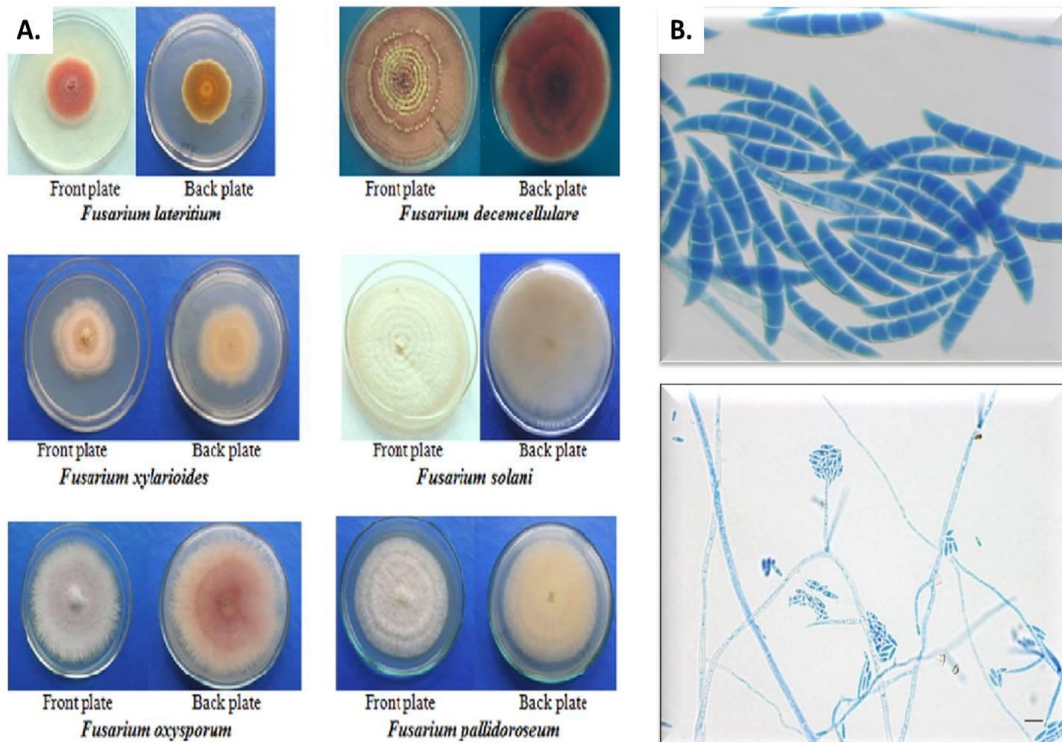 A.
B.
Front plate Back plate
Fusarium lateritium
Front plate Back plate
Fusarium decemcellulare
Front plate Back plate
Fusarium xylarioides
Front plate Back plate
Fusarium solani
Front plate Back plate
Fusarium oxysporum
Front plate Back plate
Fusarium pallidoroseum